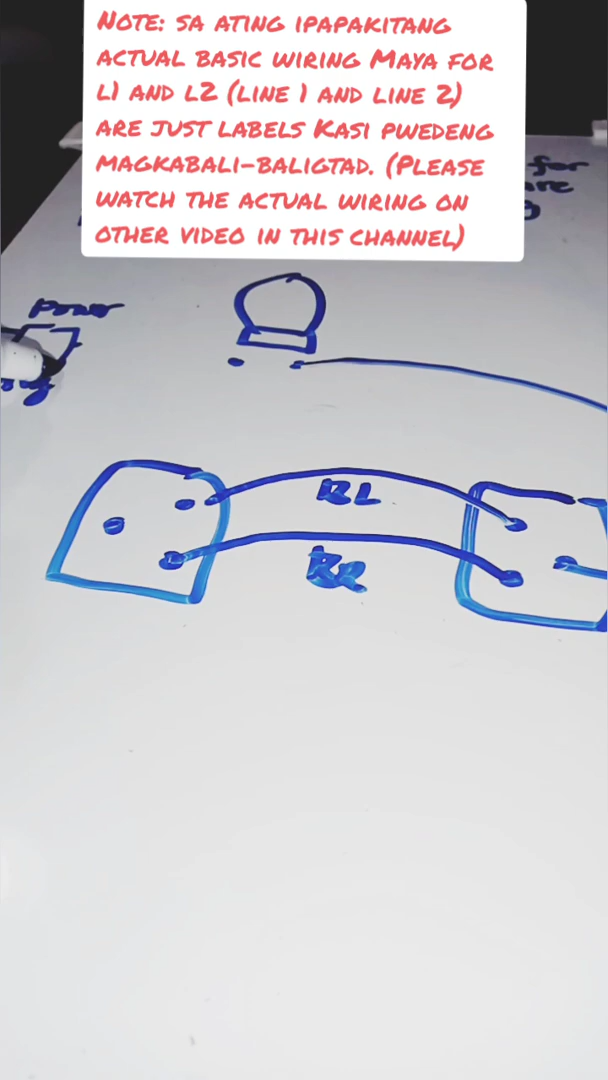 NOTE: SA ATING IPAPAKITANG
ACTUAL BASIC WIRING MAYA FOR
L1 AND L2 (LINE 1 AND LINE 2)
ARE JUST LABELS KASI PWEDENG
MAGKABALI-BALIGTAD. (PLEASE
WATCH THE ACTUAL WIRING ON
OTHER VIDEO IN THIS CHANNEL)
for
Power
RL
RR